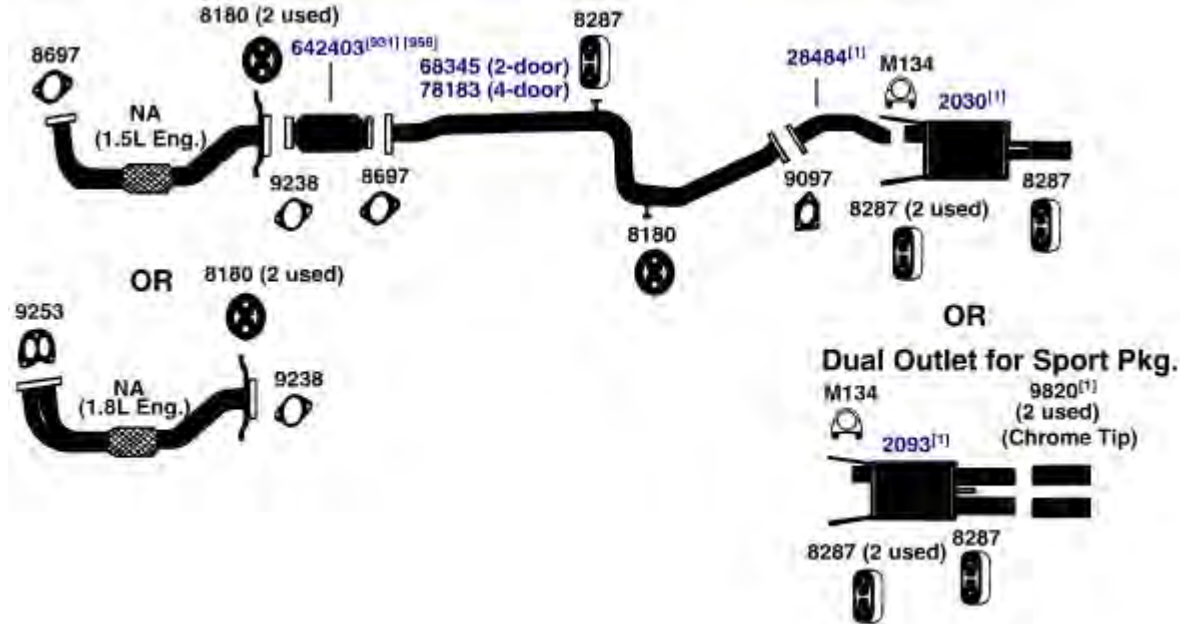 8180 (2 used)
8697
642403[931] [958]
8287
68345 (2-door)
78183 (4-door)
28484[1]
M134
2030[1]
NA
(1.5L Eng.)
9238
8697
9097
8287
8287 (2 used)
8180
OR
8180 (2 used)
9253
NA
(1.8L Eng.)
9238
OR
Dual Outlet for Sport Pkg.
M134
9820[1]
(2 used)
(Chrome Tip)
2093[1]
8287 (2 used)
8287